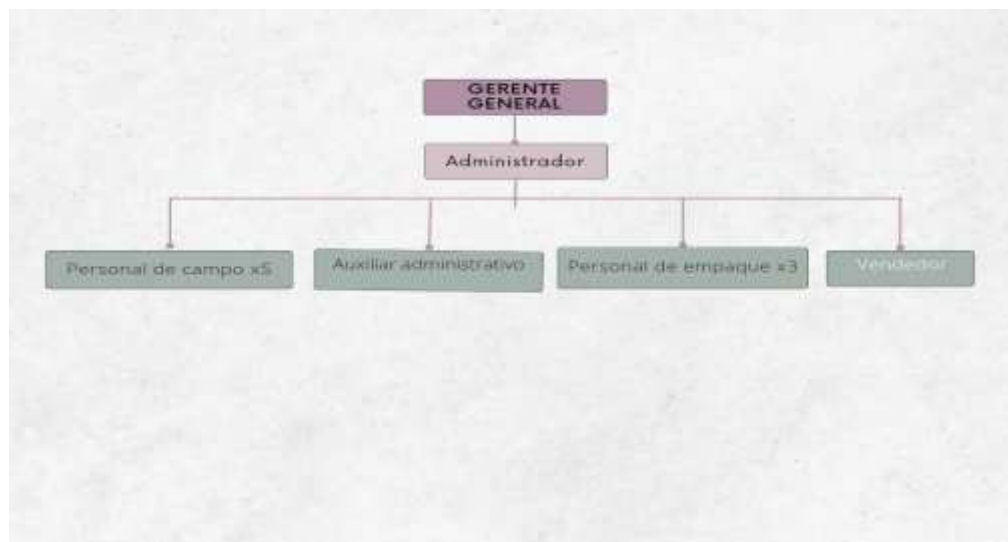 GERENTE
GENERAL
Administrador
Personal de campo x5
Auxiliar administrativo
Personal de empaque x3
Vendedor